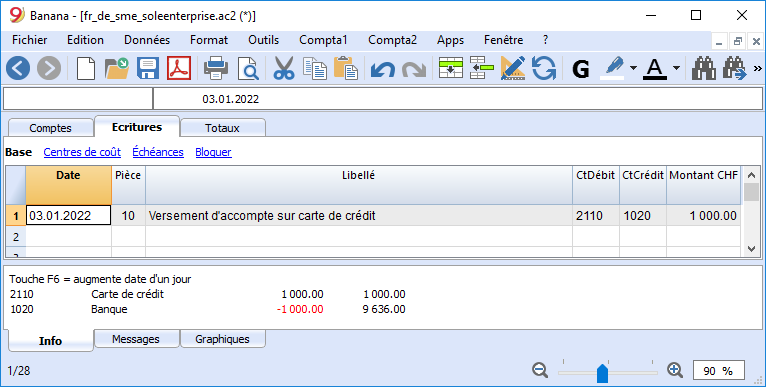 Banana - [fr_de_sme_soleenterprise.ac2 (*)]
Fichier Edition Données Format Outils Compta1 Compta2 Apps Fenêtre ?
G A »
03.01.2022
Comptes Ecritures Totaux
Base Centres de coût Échéances Bloquer
Date Pièce Libellé CtDébit CtCrédit Montant CHF
1 03.01.2022 10 Versement d'accompte sur carte de crédit 2110 1020 1 000.00
2
Touche F6 = augmente date d'un jour
2110 Carte de crédit 1 000.00 1 000.00
1020 Banque -1 000.00 9 636.00
Info Messages Graphiques
1/28 90 %